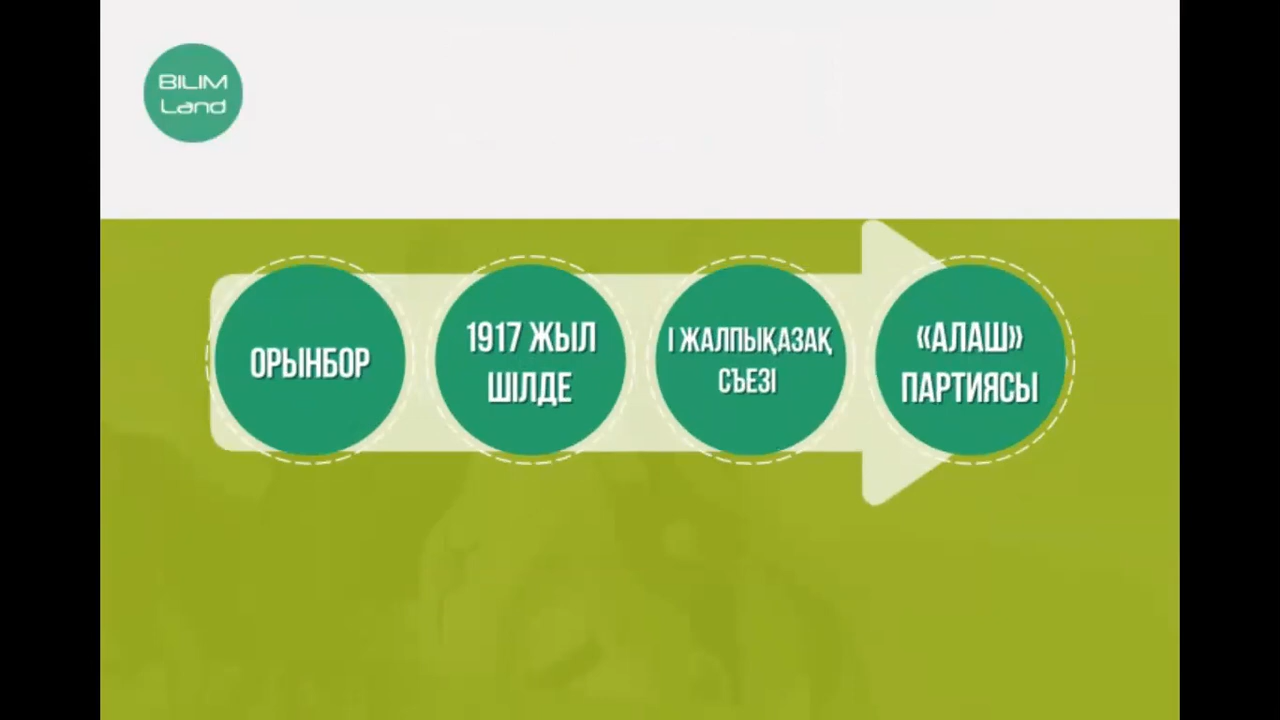 BILIM
Land
ОРЫНБОР
1917 ЖЫЛ
ШІЛДЕ
І ЖАЛПЫҚАЗАҚ
СЪЕЗІ
«АЛАШ»
ПАРТИЯСЫ